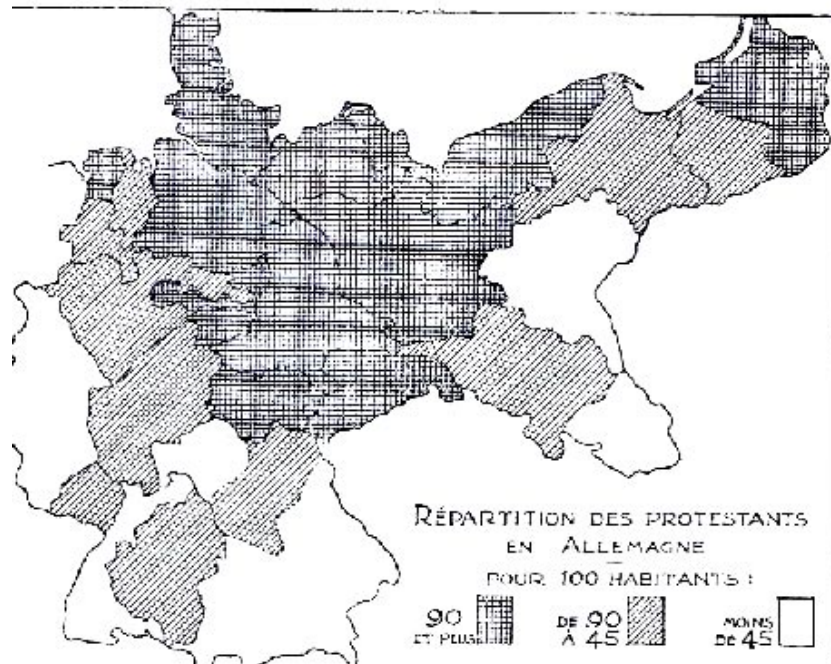 RÉPARTITION DES PROTESTANTS
EN ALLEMAGNE
POUR 100 HABITANTS :
90
ET PLUS
DE 90
À 45
MOINS
DE 45